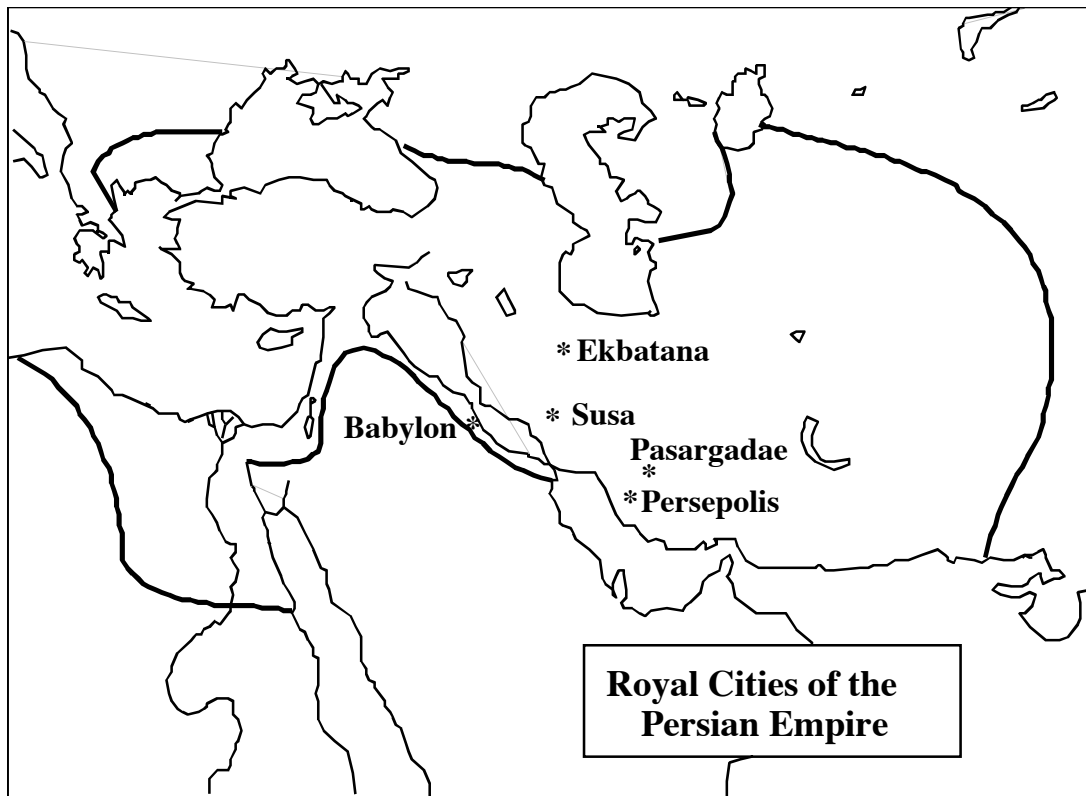 * Ekbatana
* Susa
Babylon *
Pasargadae
*
* Persepolis
Royal Cities of the
Persian Empire